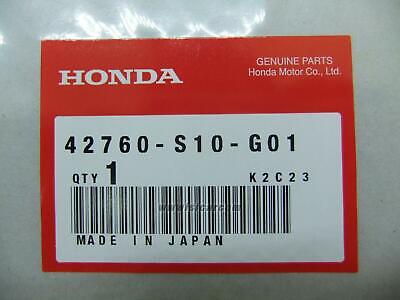 HONDA
GENUINE PARTS
Honda Motor Co., Ltd.
42760-S10-G01
QTY 1 K2C23
MADE IN JAPAN